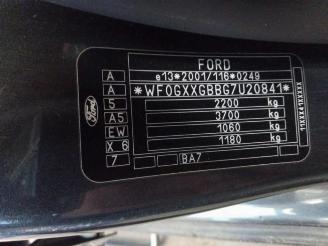 FORD
e13*2001/116*0249
A
A *WF0GXXGBBG7U20841*
5 2200 kg
A5 3700 kg
EW 1060 kg
X 6 1180 kg
7 BA7
Ford